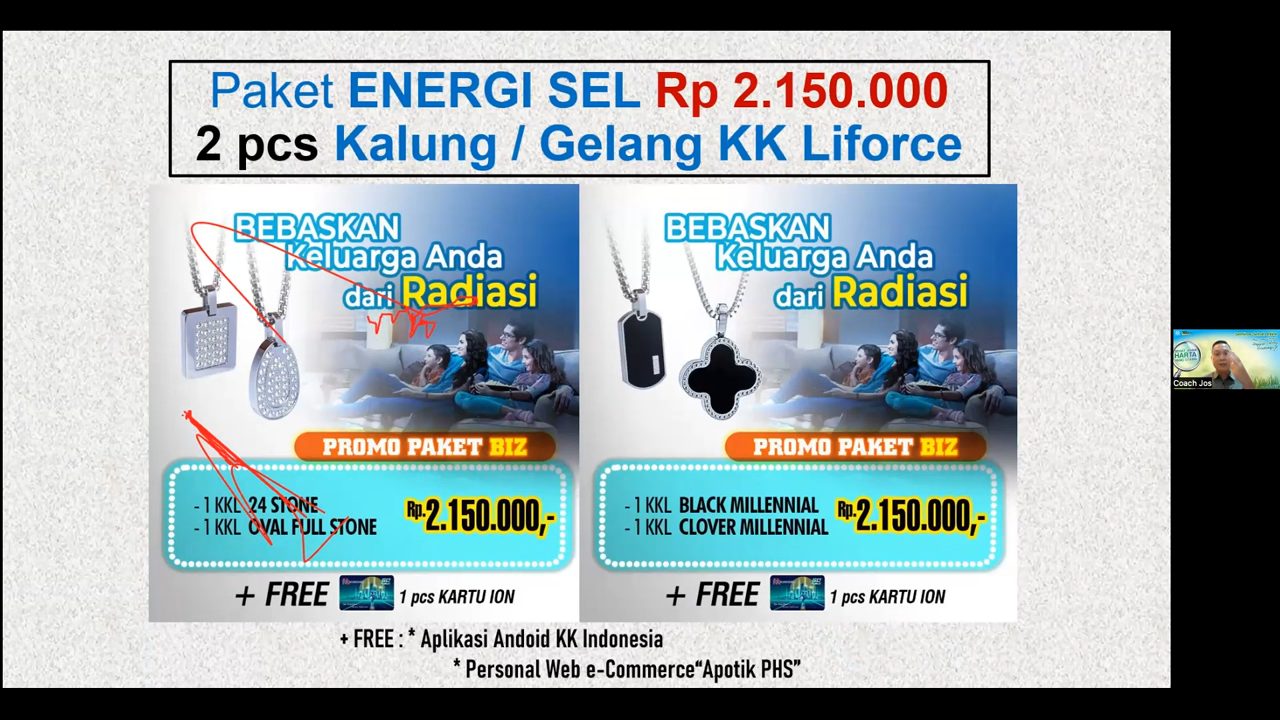 Paket ENERGI SEL Rp 2.150.000
2 pcs Kalung / Gelang KK Liforce
BEBASKAN
Keluarga Anda
dari Radiasi
PROMO PAKET BIZ
- 1 KKL 24 STONE
- 1 KKL OVAL FULL STONE
Rp. 2.150.000,-
+ FREE 1 pcs KARTU ION
BEBASKAN
Keluarga Anda
dari Radiasi
PROMO PAKET BIZ
- 1 KKL BLACK MILLENNIAL
- 1 KKL CLOVER MILLENNIAL
Rp. 2.150.000,-
+ FREE 1 pcs KARTU ION
+ FREE : * Aplikasi Andoid KK Indonesia
* Personal Web e-Commerce“Apotik PHS”
HARTA
Coach Jos